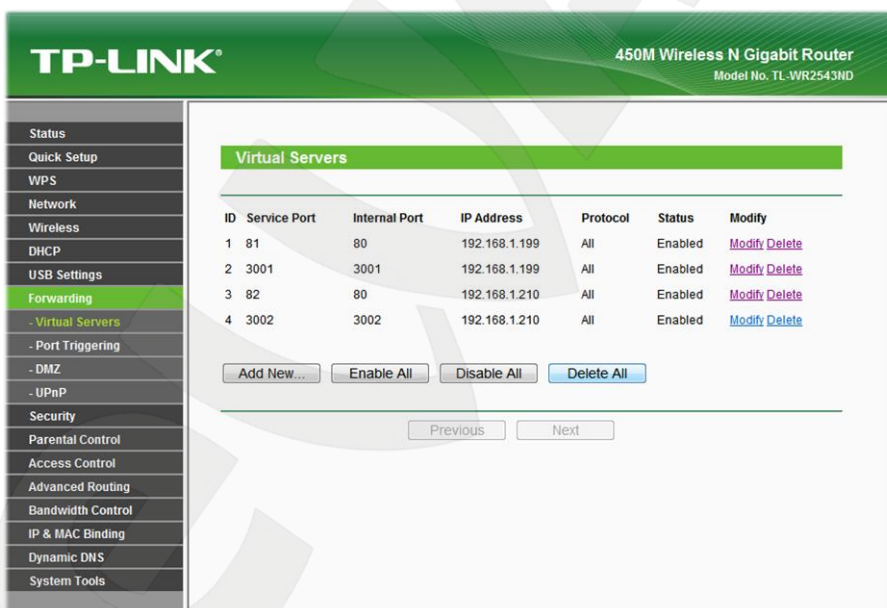 TP-LINK®
450M Wireless N Gigabit Router
Model No. TL-WR2543ND
Status
Quick Setup
WPS
Network
Wireless
DHCP
USB Settings
Forwarding
- Virtual Servers
- Port Triggering
- DMZ
- UPnP
Security
Parental Control
Access Control
Advanced Routing
Bandwidth Control
IP & MAC Binding
Dynamic DNS
System Tools
Virtual Servers
ID Service Port Internal Port IP Address Protocol Status Modify
1 81 80 192.168.1.199 All Enabled Modify Delete
2 3001 3001 192.168.1.199 All Enabled Modify Delete
3 82 80 192.168.1.210 All Enabled Modify Delete
4 3002 3002 192.168.1.210 All Enabled Modify Delete
Add New... Enable All Disable All Delete All
Previous Next